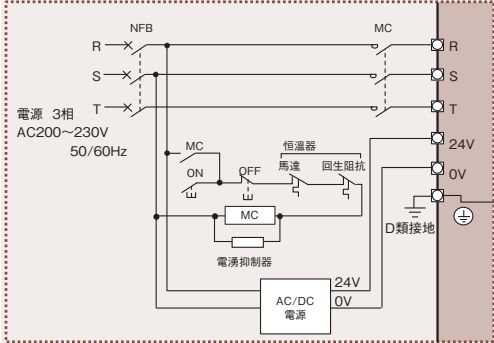 NFB MC
R R
S S
T T
電源 3相
AC200～230V
50/60Hz
24V
0V
MC
恒溫器
馬達 回生阻抗
ON OFF
MC
D類接地
電湧抑制器
AC/DC
電源
24V
0V